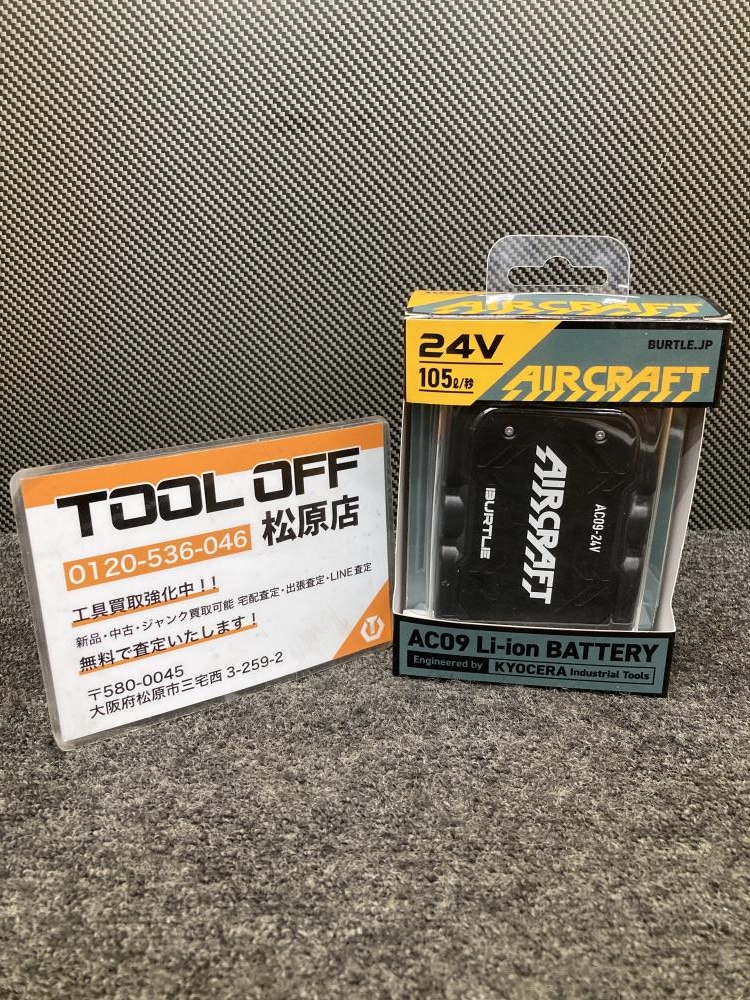 TOOL OFF
0120-536-046
松原店
工具買取強化中！！
新品・中古・ジャンク買取可能 宅配査定・出張査定・LINE査定
無料で査定いたします！
〒580-0045
大阪府松原市三宅西 3-259-2
AIRCRAFT
24V
105ℓ/秒
BURTLE.JP
AIRCRAFT
AIRCRAFT
BURTLE
AC09-24V
AC09 Li-ion BATTERY
Engineered by KYOCERA Industrial Tools